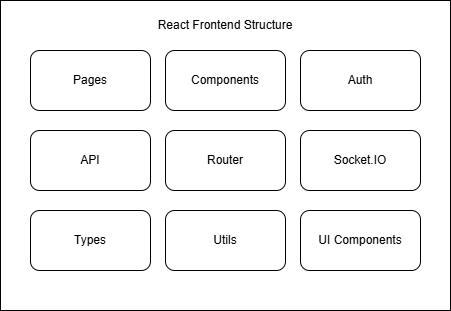 React Frontend Structure
Pages
Components
Auth
API
Router
Socket.IO
Types
Utils
UI Components